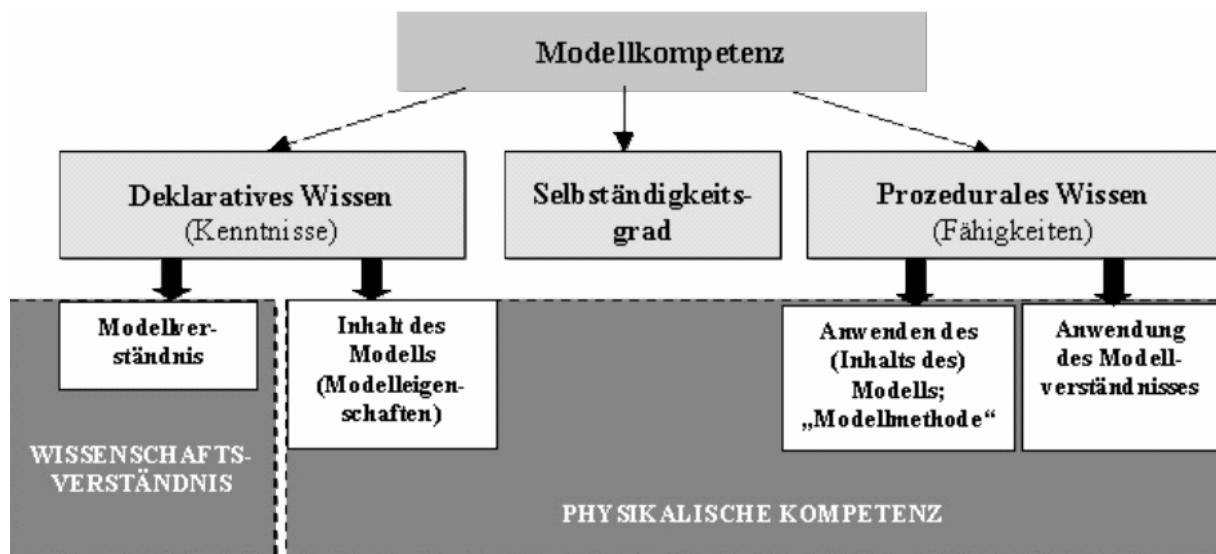 Modellkompetenz
Deklaratives Wissen
(Kenntnisse)
Selbständigkeits-
grad
Prozedurales Wissen
(Fähigkeiten)
Modellver-
ständnis
Inhalt des
Modells
(Modelleigen-
schaften)
Anwenden des
(Inhalts des)
Modells;
„Modellmethode“
Anwendung
des Modell-
verständnisses
WISSENSCHAFTS-
VERSTÄNDNIS
PHYSIKALISCHE KOMPETENZ